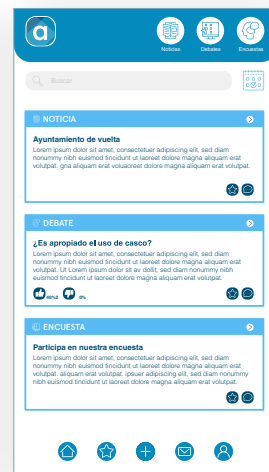 a
Noticias Debates Encuestas
Buscar
NOTICIA
Ayuntamiento de vuelta
Lorem ipsum dolor sit amet, consectetuer adipiscing elit, sed diam
nonummy nibh euismod tincidunt ut laoreet dolore magna aliquam erat
volutpat. gna aliquam erat voluaoreet dolore magna aliquam erat volutpat.
DEBATE
¿Es apropiado el uso de casco?
Lorem ipsum dolor sit amet, consectetuer adipiscing elit, sed diam
nonummy nibh euismod tincidunt ut laoreet dolore magna aliquam erat
volutpat. Ut Lorem ipsum dolor sit av dollit, sed diam nonummy nibh
euismod tincidunt ut laoreet dolore magna aliquam erat volutpat.
0%
ENCUESTA
Participa en nuestra encuesta
Lorem ipsum dolor sit amet, consectetuer adipiscing elit, sed diam
nonummy nibh euismod tincidunt ut laoreet dolore magna aliquam erat
volutpat. aliquam erat volutpat. ipsuer adipiscing elit, sed diam nonummy
nibh euismod tincidunt ut laoreet dolore magna aliquam erat volutpat.